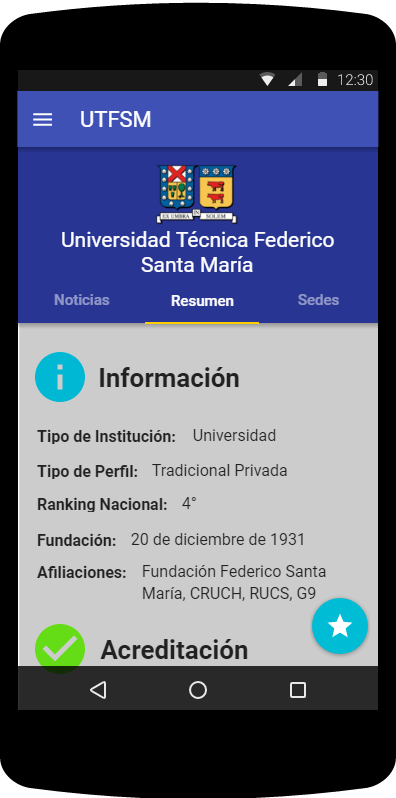 12:30
UTFSM
EX UMBRA IN SOLEM
Universidad Técnica Federico
Santa María
Noticias Resumen Sedes
Información
Tipo de Institución: Universidad
Tipo de Perfil: Tradicional Privada
Ranking Nacional: 4°
Fundación: 20 de diciembre de 1931
Afiliaciones: Fundación Federico Santa
María, CRUCH, RUCS, G9
Acreditación